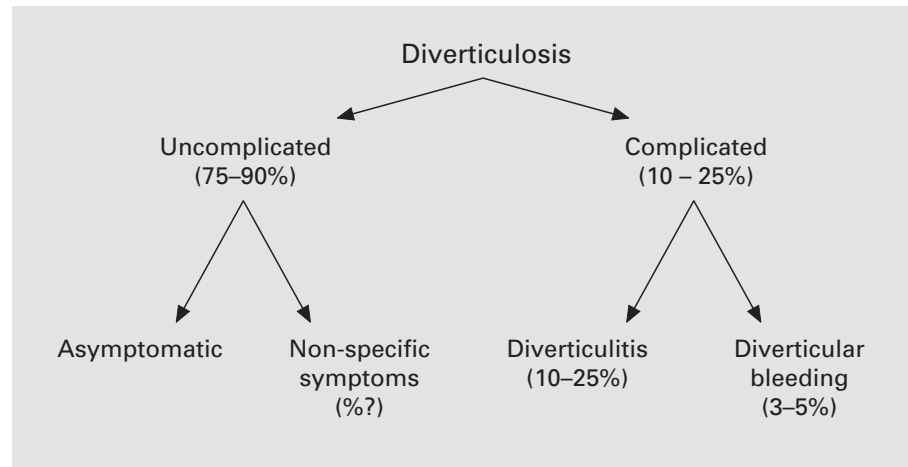 Diverticulosis
Uncomplicated
(75–90%)
Complicated
(10 – 25%)
Asymptomatic
Non-specific
symptoms
(%?)
Diverticulitis
(10–25%)
Diverticular
bleeding
(3–5%)